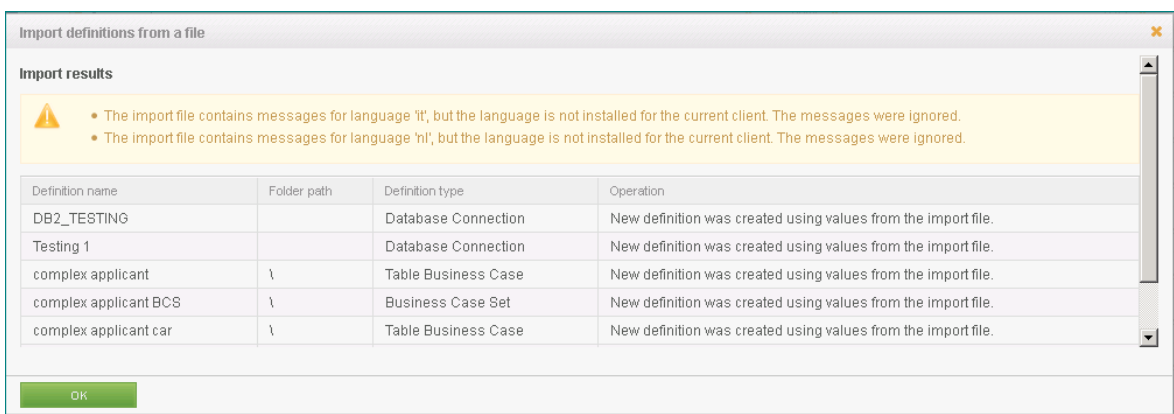 Import definitions from a file
Import results
• The import file contains messages for language 'it', but the language is not installed for the current client. The messages were ignored.
• The import file contains messages for language 'nl', but the language is not installed for the current client. The messages were ignored.
Definition name Folder path Definition type Operation
DB2_TESTING Database Connection New definition was created using values from the import file.
Testing 1 Database Connection New definition was created using values from the import file.
complex applicant \ Table Business Case New definition was created using values from the import file.
complex applicant BCS \ Business Case Set New definition was created using values from the import file.
complex applicant car \ Table Business Case New definition was created using values from the import file.
OK